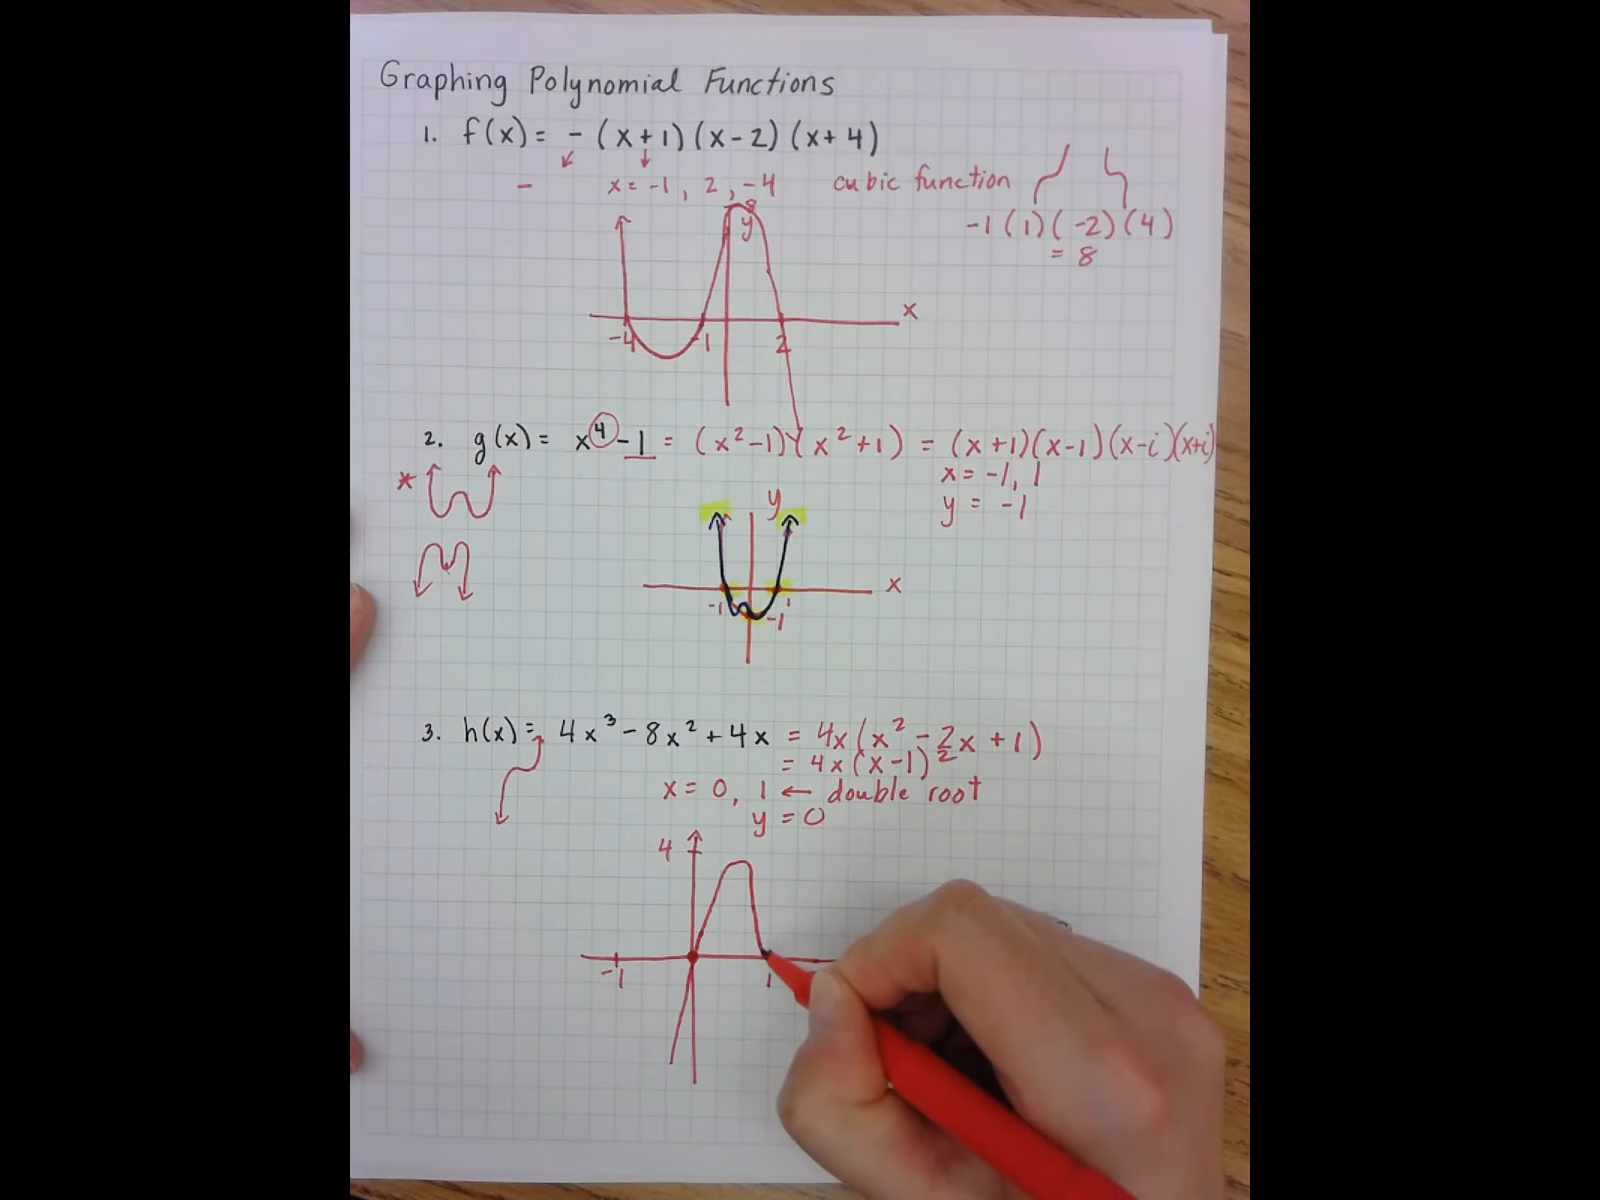 Graphing Polynomial Functions
1. f(x) = - (x+1)(x-2)(x+4)
- x = -1, 2, -4 cubic function
-1(1)(-2)(4)
= 8
8
y
x
-4 -1 2
2. g(x) = x⁴-1 = (x²-1)(x²+1) = (x+1)(x-1)(x-i)(x+i)
* x = -1, 1
y = -1
y
x
-1 1
-1
3. h(x) = 4x³ - 8x² + 4x = 4x(x² - 2x + 1)
= 4x(x-1)²
x = 0, 1 ← double root
y = 0
4
-1 1